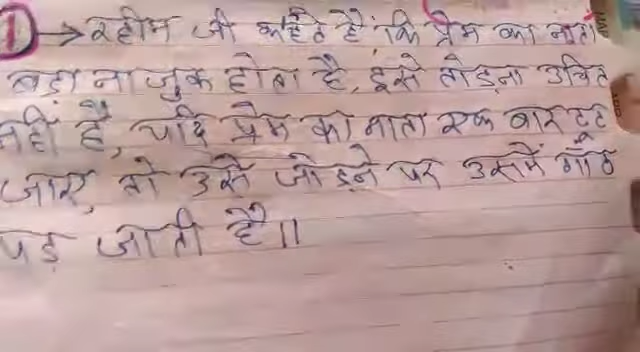 1 → रहीम जी कहते हैं कि प्रेम का नाता
बड़ा नाजुक होता है, इसे तोड़ना उचित
नहीं है, यदि प्रेम का नाता एक बार टूट
जाए, तो उसे जोड़ने पर उसमें गाँठ
पड़ जाती है॥